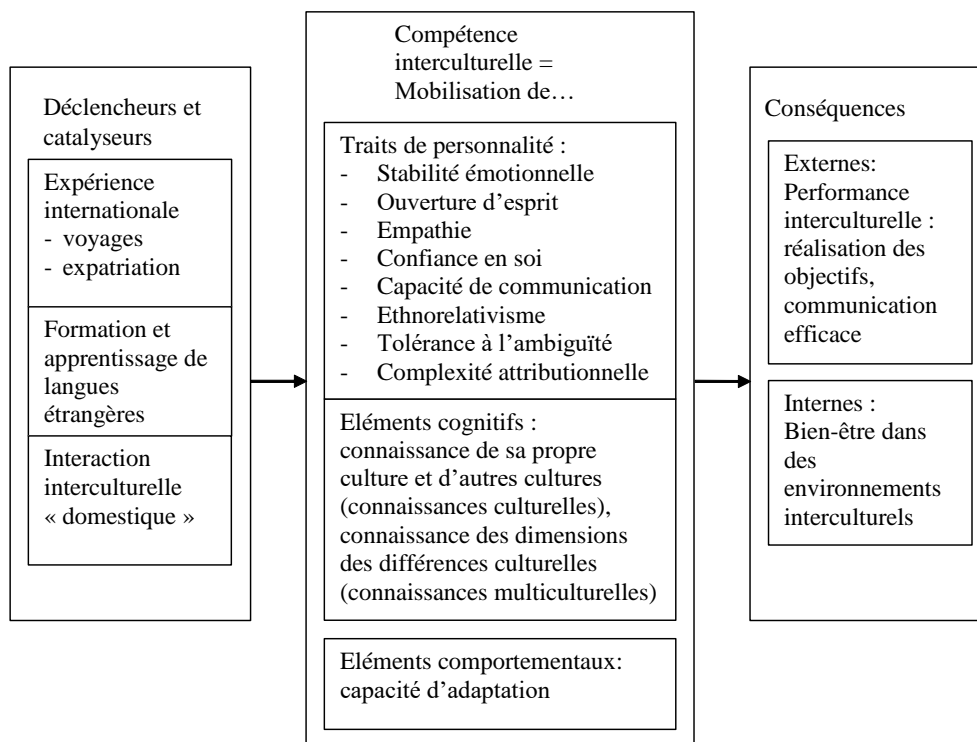 Déclencheurs et
catalyseurs
Expérience
internationale
- voyages
- expatriation
Formation et
apprentissage de
langues
étrangères
Interaction
interculturelle
« domestique »
Compétence
interculturelle =
Mobilisation de…
Traits de personnalité :
- Stabilité émotionnelle
- Ouverture d’esprit
- Empathie
- Confiance en soi
- Capacité de communication
- Ethnorelativisme
- Tolérance à l’ambiguïté
- Complexité attributionnelle
Eléments cognitifs :
connaissance de sa propre
culture et d’autres cultures
(connaissances culturelles),
connaissance des dimensions
des différences culturelles
(connaissances multiculturelles)
Eléments comportementaux:
capacité d’adaptation
Conséquences
Externes:
Performance
interculturelle :
réalisation des
objectifs,
communication
efficace
Internes :
Bien-être dans
des
environnements
interculturels